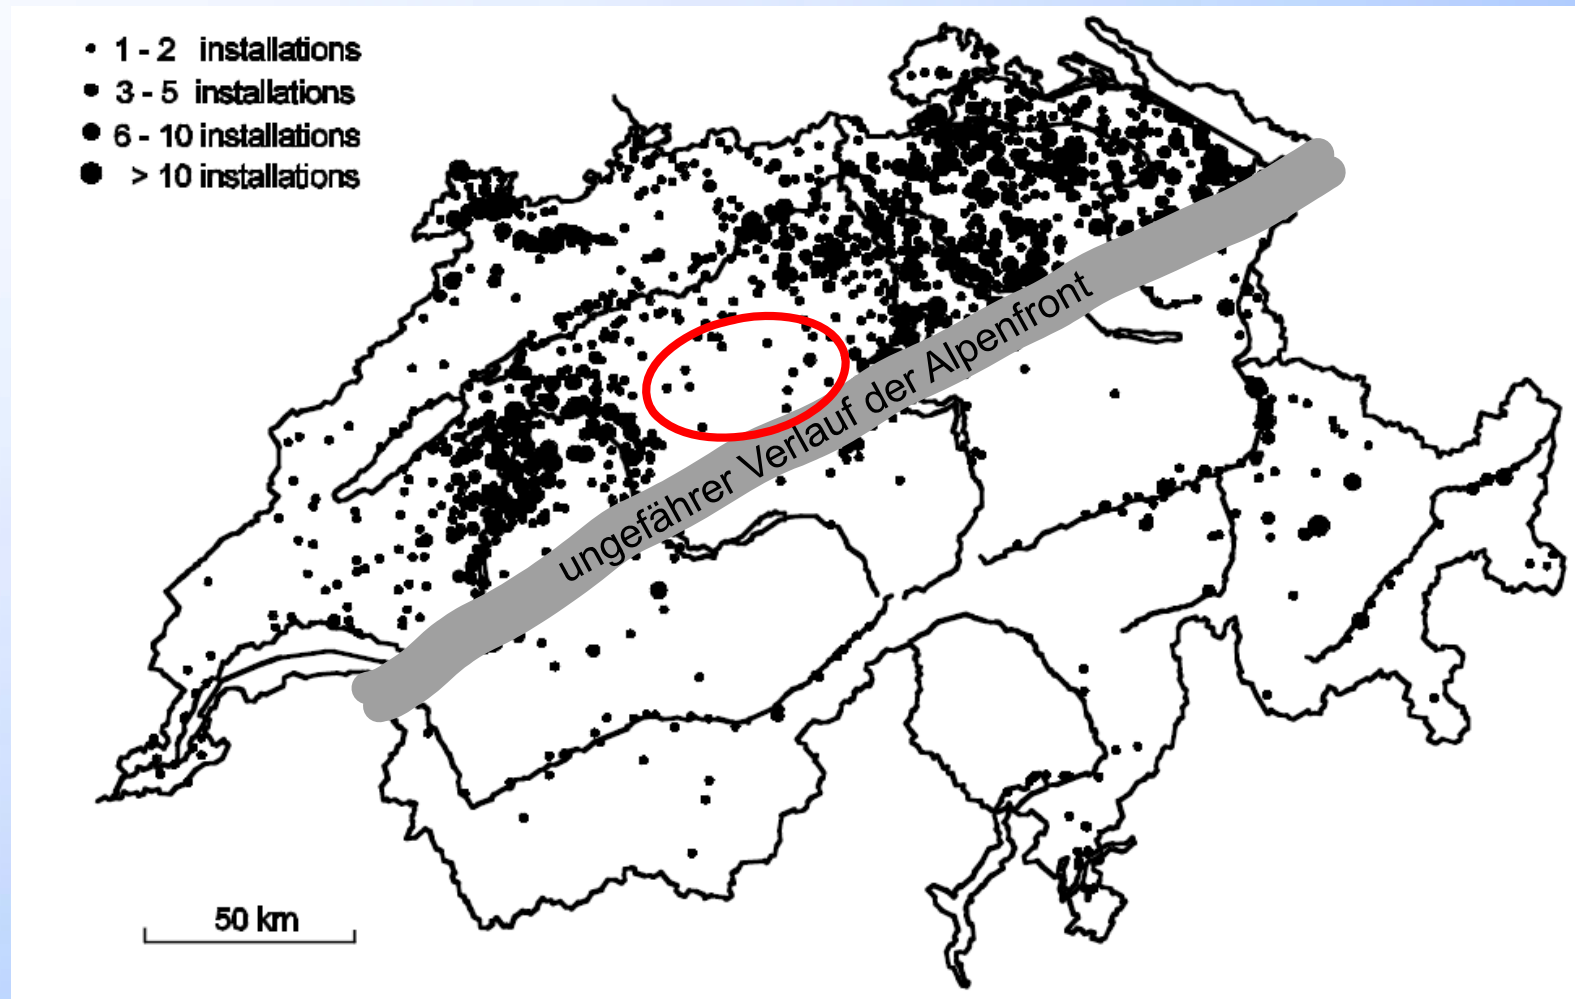 1 - 2 installations
3 - 5 installations
6 - 10 installations
> 10 installations
ungefährer Verlauf der Alpenfront
50 km